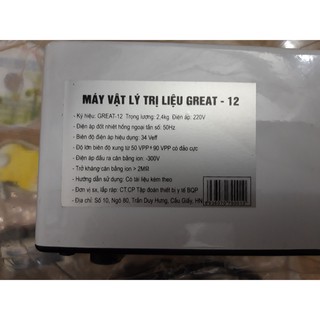 MÁY VẬT LÝ TRỊ LIỆU GREAT - 12
- Ký hiệu: GREAT-12 Trọng lượng: 2,4kg. Điện áp: 220V
- Điện áp đốt nhiệt hồng ngoại tần số: 50Hz
- Biên độ điện áp hiệu dụng: 34 Veff
- Độ lớn biên độ xung từ 50 VPP + 90 VPP có đảo cực
- Điện áp đầu ra cân bằng ion: -300V
- Trở kháng cân bằng ion > 2MΩ
- Hướng dẫn sử dụng: Có tài liệu kèm theo
- Đơn vị sx, lắp ráp: CT.CP Tập đoàn thiết bị y tế BGP
- Địa chỉ: Số 10, Ngõ 80, Trần Duy Hưng, Cầu Giấy, HN